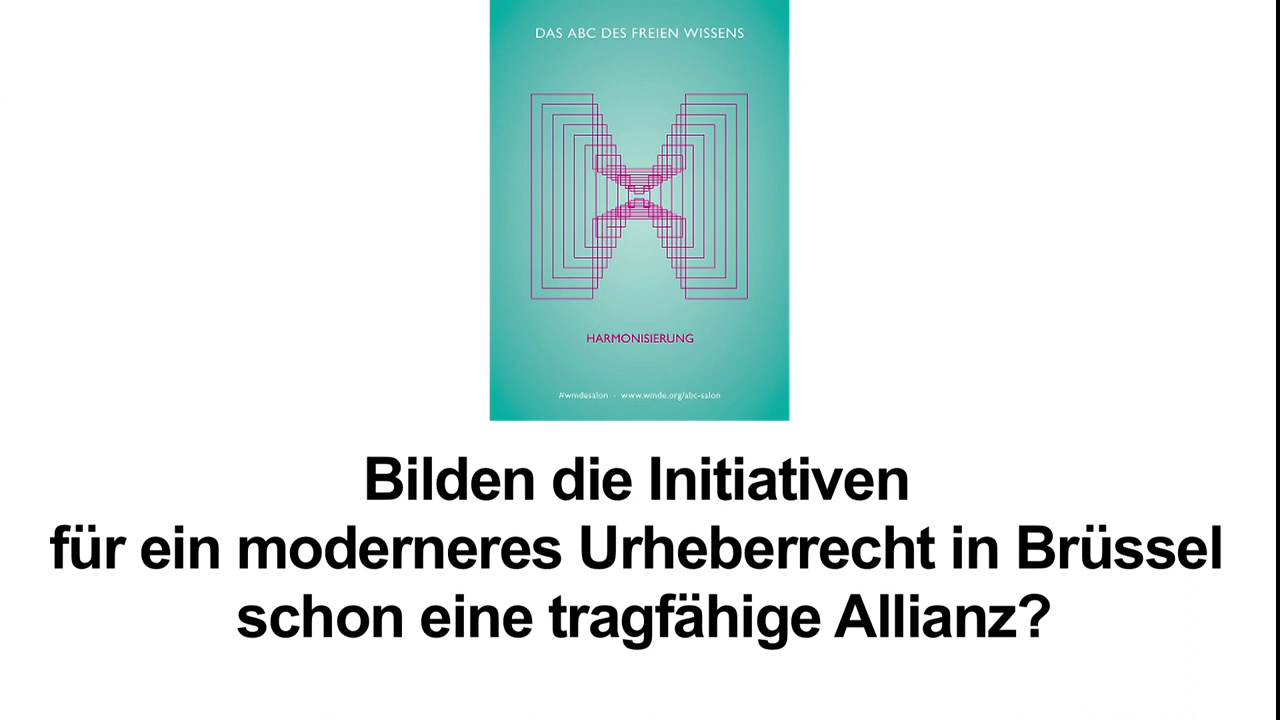 DAS ABC DES FREIEN WISSENS
HARMONISIERUNG
#wmdesalon - www.wmde.org/abc-salon
Bilden die Initiativen
für ein moderneres Urheberrecht in Brüssel
schon eine tragfähige Allianz?